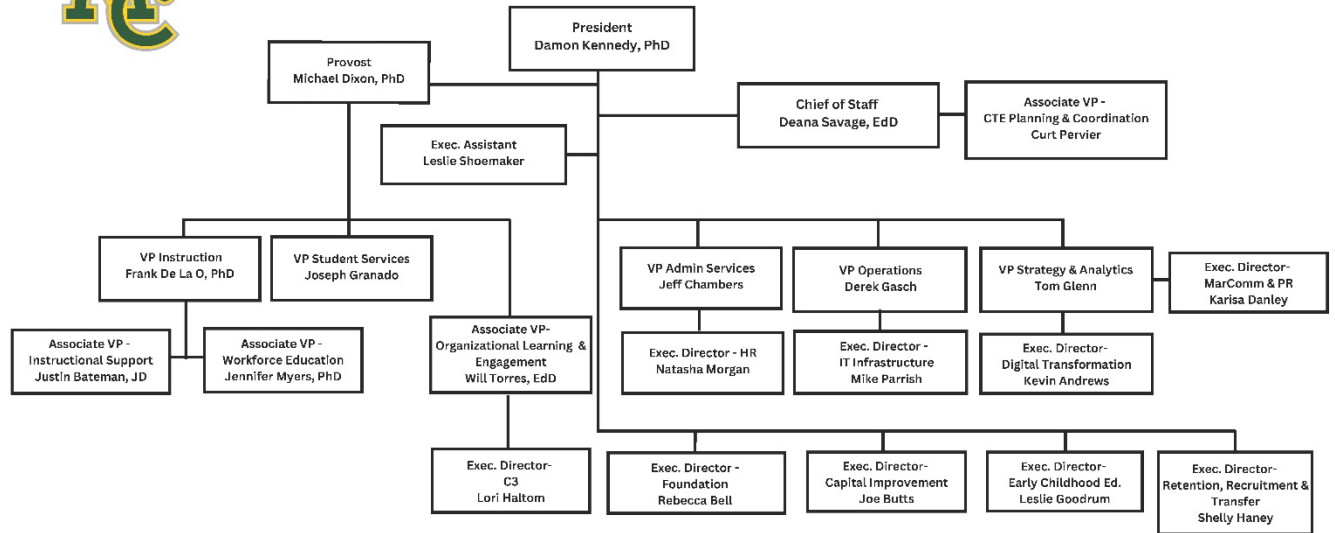 MC
President
Damon Kennedy, PhD
Provost
Michael Dixon, PhD
Chief of Staff
Deana Savage, EdD
Associate VP -
CTE Planning & Coordination
Curt Pervier
Exec. Assistant
Leslie Shoemaker
VP Instruction
Frank De La O, PhD
VP Student Services
Joseph Granado
VP Admin Services
Jeff Chambers
VP Operations
Derek Gasch
VP Strategy & Analytics
Tom Glenn
Exec. Director-
MarComm & PR
Karisa Danley
Associate VP -
Instructional Support
Justin Bateman, JD
Associate VP -
Workforce Education
Jennifer Myers, PhD
Associate VP-
Organizational Learning &
Engagement
Will Torres, EdD
Exec. Director - HR
Natasha Morgan
Exec. Director -
IT Infrastructure
Mike Parrish
Exec. Director-
Digital Transformation
Kevin Andrews
Exec. Director-
C3
Lori Haltom
Exec. Director -
Foundation
Rebecca Bell
Exec. Director-
Capital Improvement
Joe Butts
Exec. Director-
Early Childhood Ed.
Leslie Goodrum
Exec. Director-
Retention, Recruitment &
Transfer
Shelly Haney